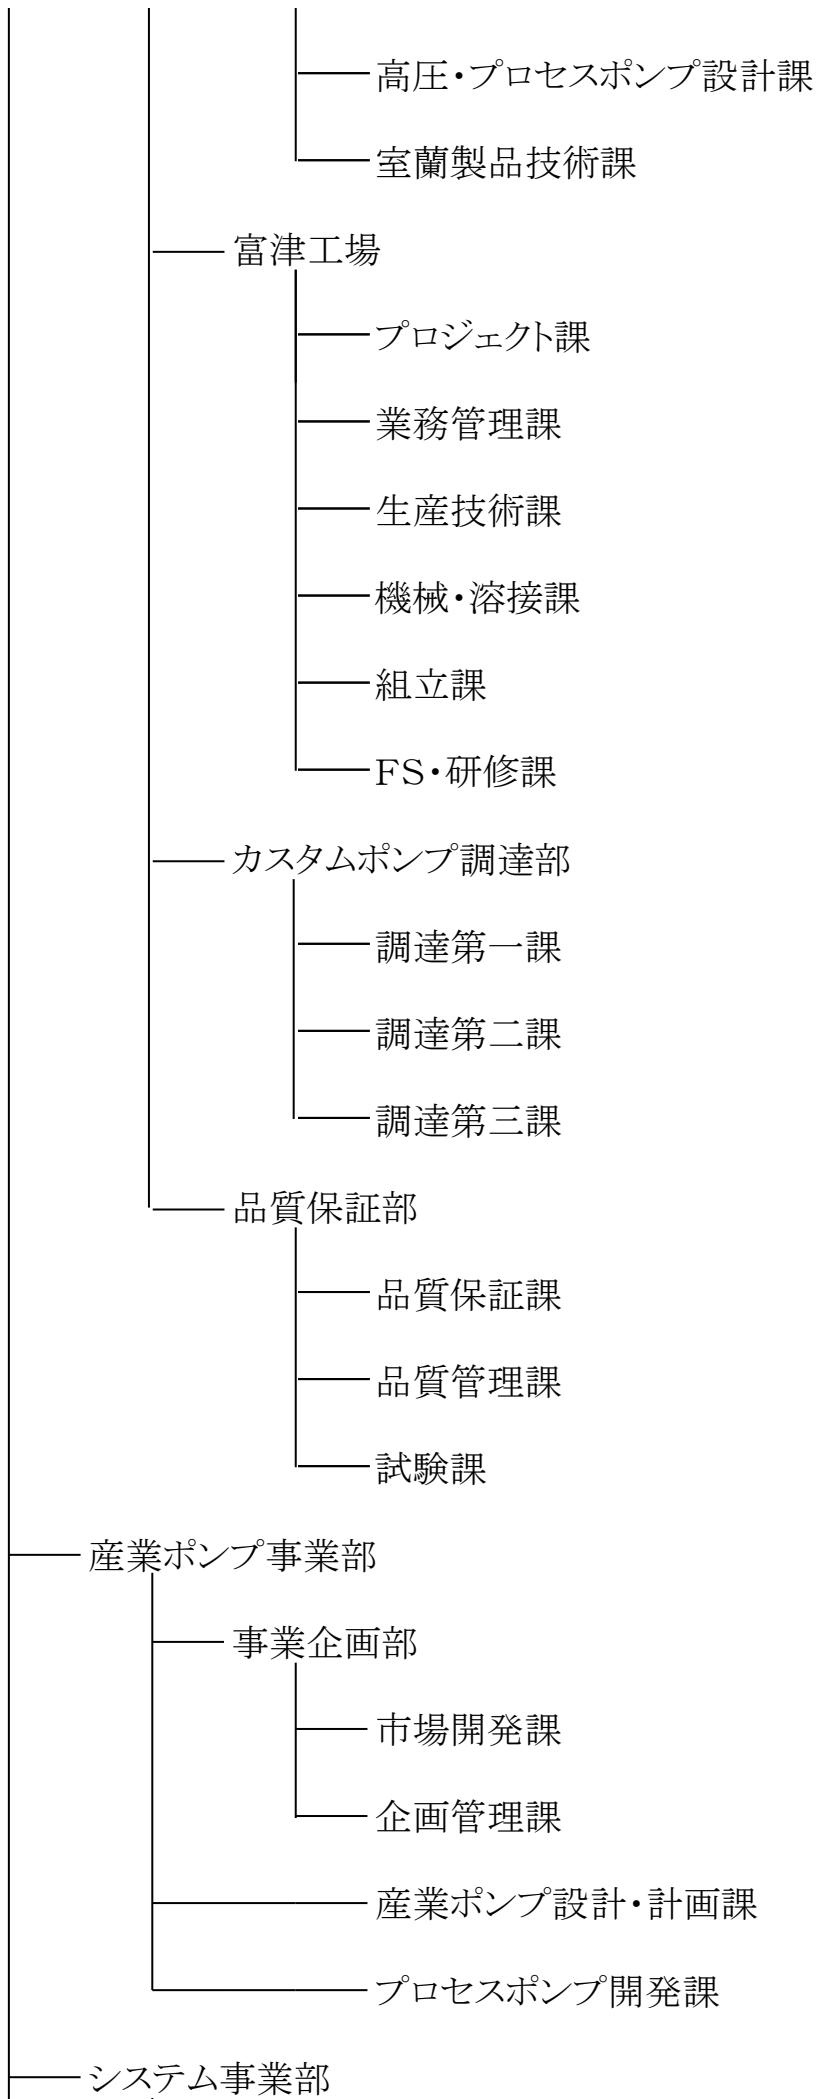 高圧・プロセスポンプ設計課
室蘭製品技術課
富津工場
プロジェクト課
業務管理課
生産技術課
機械・溶接課
組立課
FS・研修課
カスタムポンプ調達部
調達第一課
調達第二課
調達第三課
品質保証部
品質保証課
品質管理課
試験課
産業ポンプ事業部
事業企画部
市場開発課
企画管理課
産業ポンプ設計・計画課
プロセスポンプ開発課
システム事業部